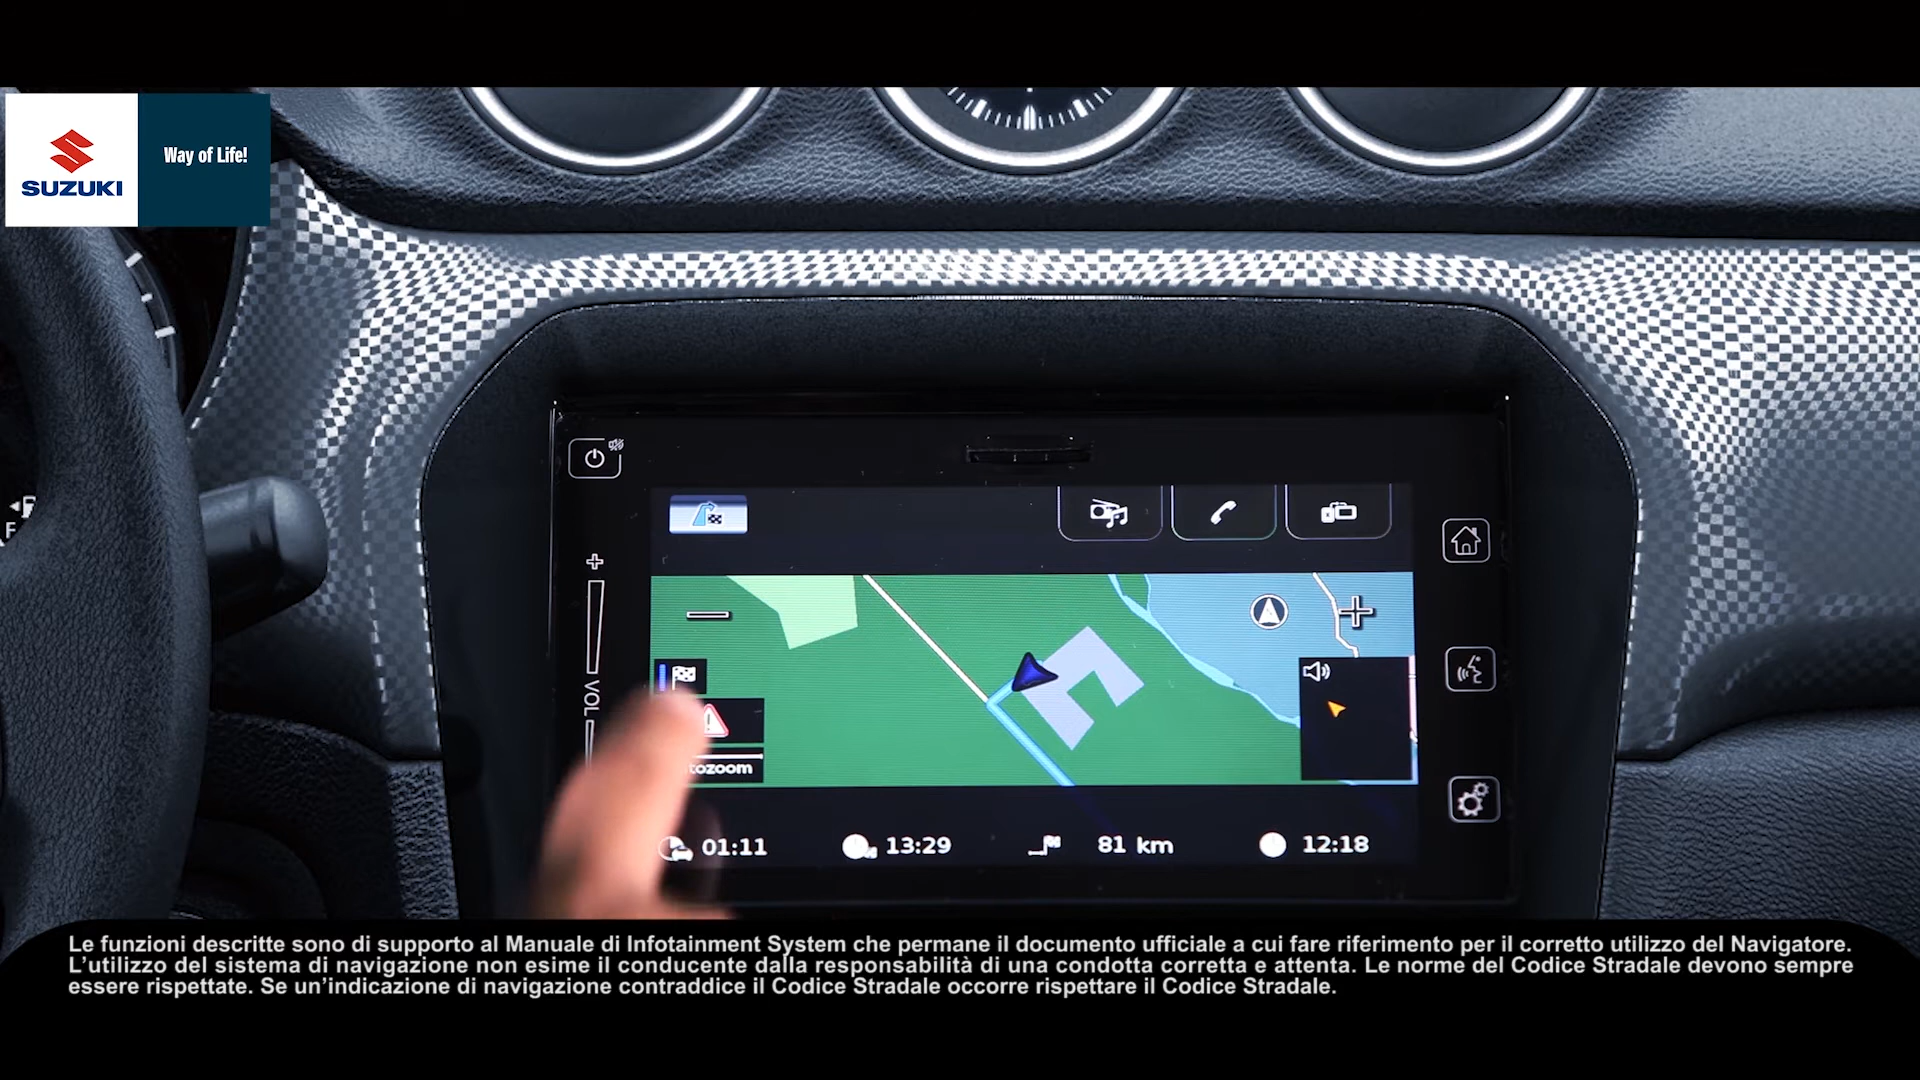 SUZUKI
Way of Life!
F
VOL
tozoom
01:11
13:29
81 km
12:18
Le funzioni descritte sono di supporto al Manuale di Infotainment System che permane il documento ufficiale a cui fare riferimento per il corretto utilizzo del Navigatore.
L’utilizzo del sistema di navigazione non esime il conducente dalla responsabilità di una condotta corretta e attenta. Le norme del Codice Stradale devono sempre
essere rispettate. Se un’indicazione di navigazione contraddice il Codice Stradale occorre rispettare il Codice Stradale.